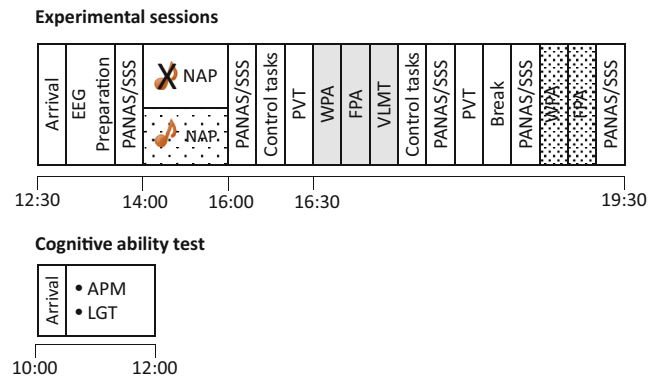 Experimental sessions
Arrival
EEG
Preparation
PANAS/SSS
NAP
NAP
PANAS/SSS
Control tasks
PVT
WPA
FPA
VLMT
Control tasks
PANAS/SSS
PVT
Break
PANAS/SSS
WPA
FPA
PANAS/SSS
12:30
14:00
16:00
16:30
19:30
Cognitive ability test
Arrival
• APM
• LGT
10:00
12:00